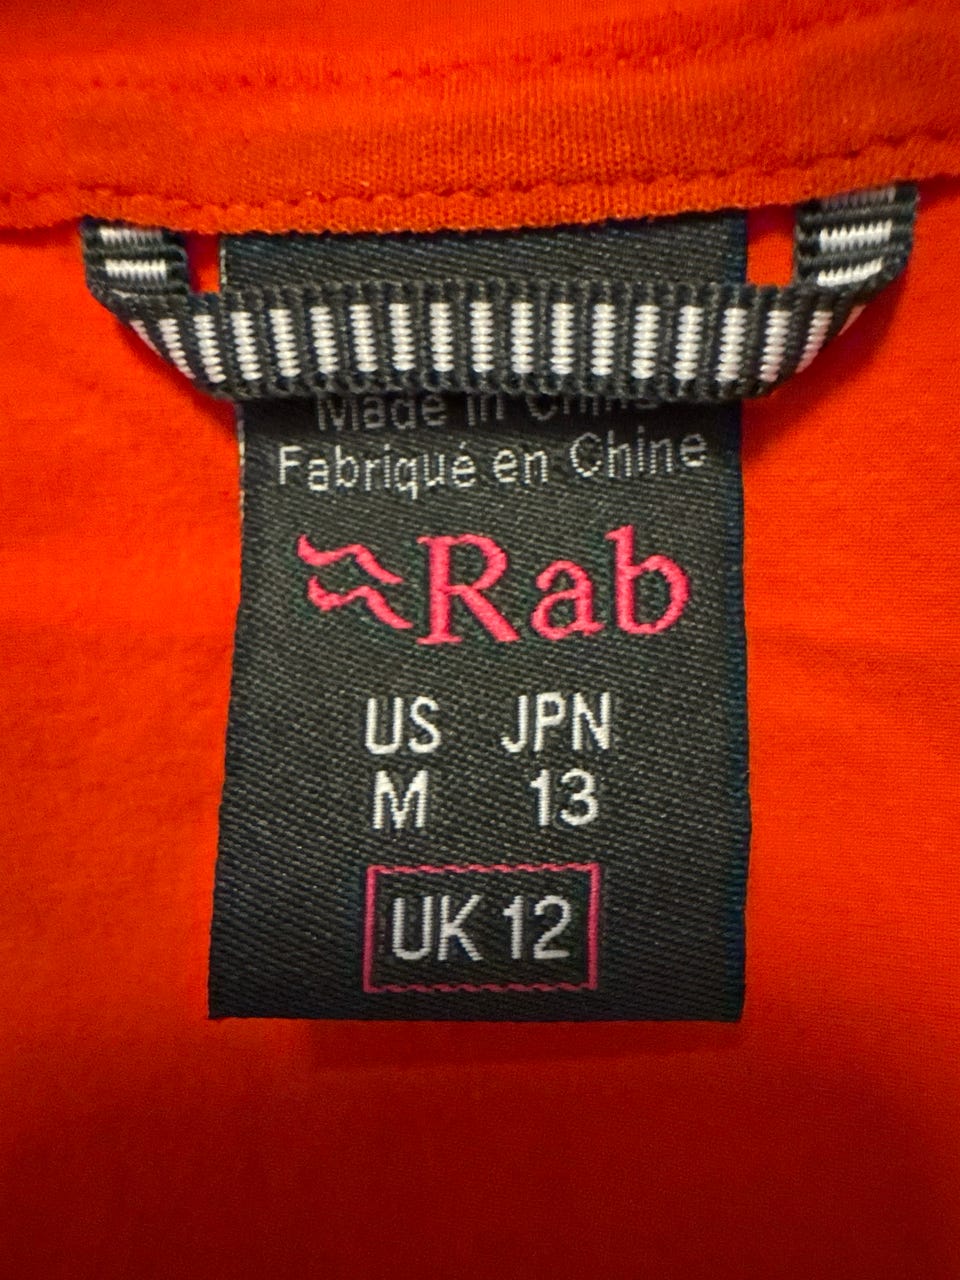 Made in China
Fabriqué en Chine
Rab
US JPN
M 13
UK 12